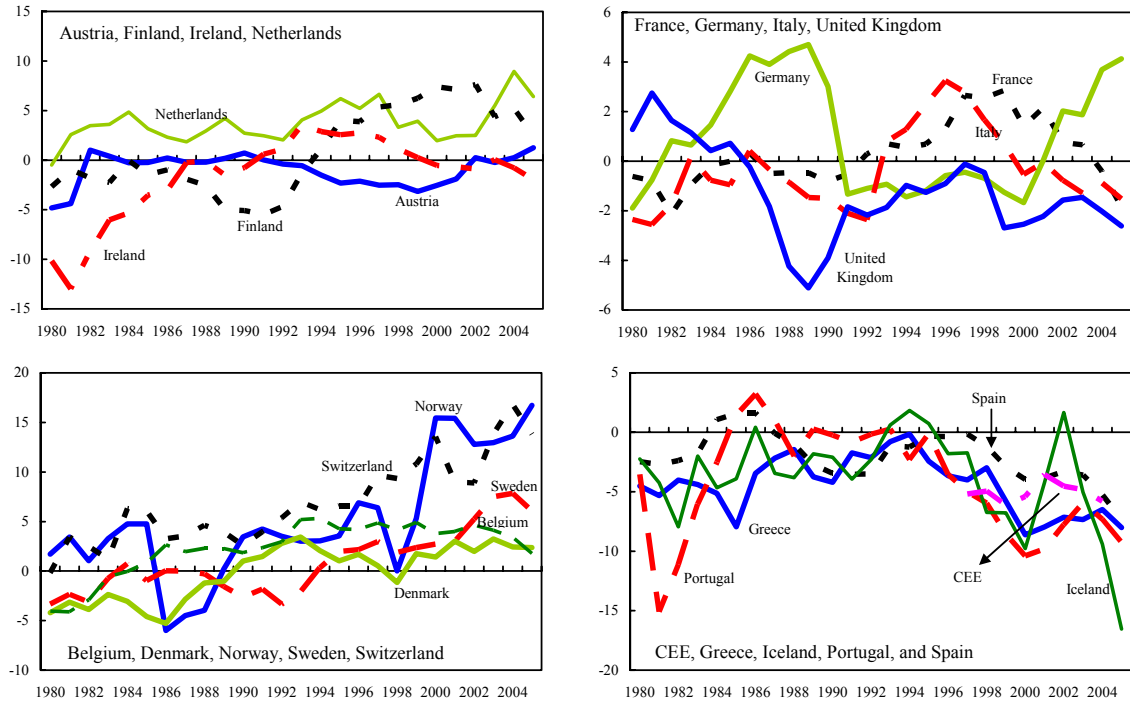 15
10
5
0
-5
-10
-15
Austria, Finland, Ireland, Netherlands
Netherlands
Austria
Finland
Ireland
1980 1982 1984 1986 1988 1990 1992 1994 1996 1998 2000 2002 2004
6
4
2
0
-2
-4
-6
France, Germany, Italy, United Kingdom
Germany
France
Italy
United
Kingdom
1980 1982 1984 1986 1988 1990 1992 1994 1996 1998 2000 2002 2004
20
15
10
5
0
-5
-10
Norway
Switzerland
Sweden
Belgium
Denmark
Belgium, Denmark, Norway, Sweden, Switzerland
1980 1982 1984 1986 1988 1990 1992 1994 1996 1998 2000 2002 2004
5
0
-5
-10
-15
-20
Spain
Greece
Portugal
CEE
Iceland
CEE, Greece, Iceland, Portugal, and Spain
1980 1982 1984 1986 1988 1990 1992 1994 1996 1998 2000 2002 2004